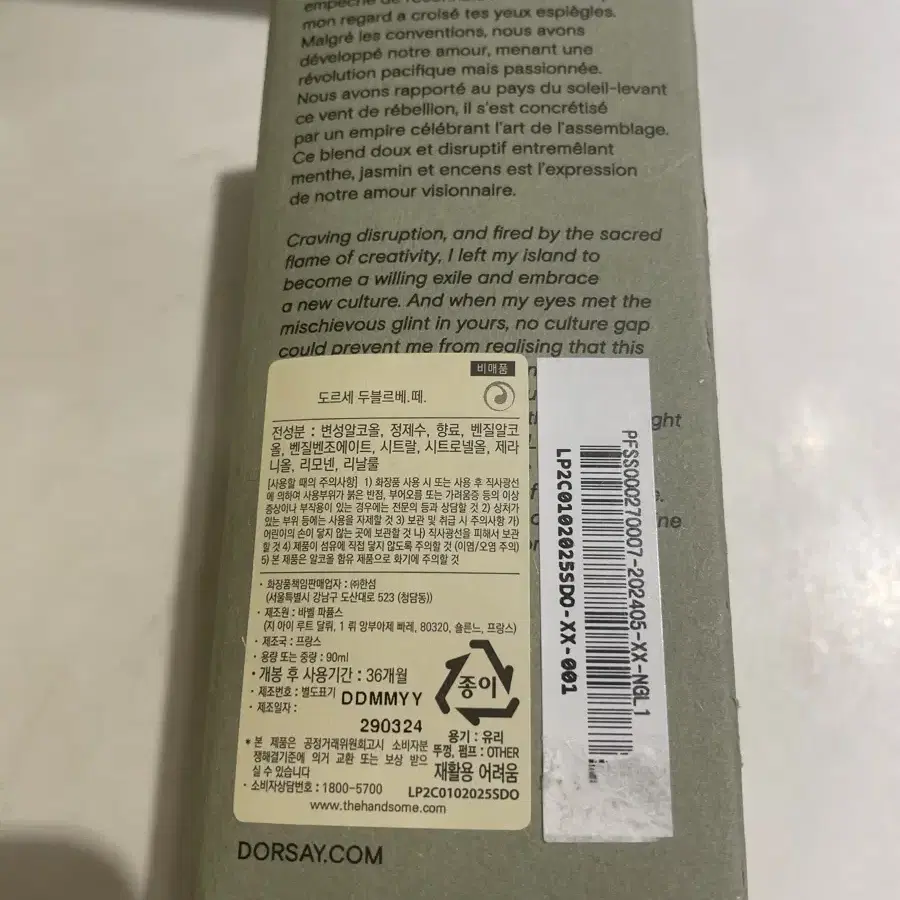 mon regard a croisé tes yeux espiègles.
Malgré les conventions, nous avons
développé notre amour, menant une
révolution pacifique mais passionnée.
Nous avons rapporté au pays du soleil-levant
ce vent de rébellion, il s'est concrétisé
par un empire célébrant l'art de l'assemblage.
Ce blend doux et disruptif entremêlant
menthe, jasmin et encens est l'expression
de notre amour visionnaire.
Craving disruption, and fired by the sacred
flame of creativity, I left my island to
become a willing exile and embrace
a new culture. And when my eyes met the
mischievous glint in yours, no culture gap
could prevent me from realising that this
비매품
도르세 두블르베.떼.
전성분 : 변성알코올, 정제수, 향료, 벤질알코
올, 벤질벤조에이트, 시트랄, 시트로넬올, 제라
니올, 리모넨, 리날룰
[사용할 때의 주의사항] 1) 화장품 사용 시 또는 사용 후 직사광선
에 의하여 사용부위가 붉은 반점, 부어오름 또는 가려움증 등의 이상
증상이나 부작용이 있는 경우에는 전문의 등과 상담할 것 2) 상처가
있는 부위 등에는 사용을 자제할 것 3) 보관 및 취급 시 주의사항 가)
어린이의 손이 닿지 않는 곳에 보관할 것 나) 직사광선을 피해서 보관
할 것 4) 제품이 섬유에 직접 닿지 않도록 주의할 것 (이염/오염 주의)
5) 본 제품은 알코올 함유 제품으로 화기에 주의할 것
· 화장품책임판매업자 : ㈜한섬
(서울특별시 강남구 도산대로 523 (청담동))
· 제조원 : 바벨 파퓸스
(지 아이 루트 달뤼, 1 뤼 앙부아제 빠레, 80320, 숄른느, 프랑스)
· 제조국 : 프랑스
· 용량 또는 중량 : 90ml
· 개봉 후 사용기간 : 36개월
· 제조번호 : 별도표기
DDMMYY
· 제조일자 :
290324
종이
용기 : 유리
뚜껑, 펌프 : OTHER
재활용 어려움
* 본 제품은 공정거래위원회고시 소비자분
쟁해결기준에 의거 교환 또는 보상 받으
실 수 있습니다
· 소비자상담번호 : 1800-5700
LP2C0102025SDO
www.thehandsome.com
PFSS000270007-202405-XX-NGL1
LP2C0102025SDO-XX-001
DORSAY.COM